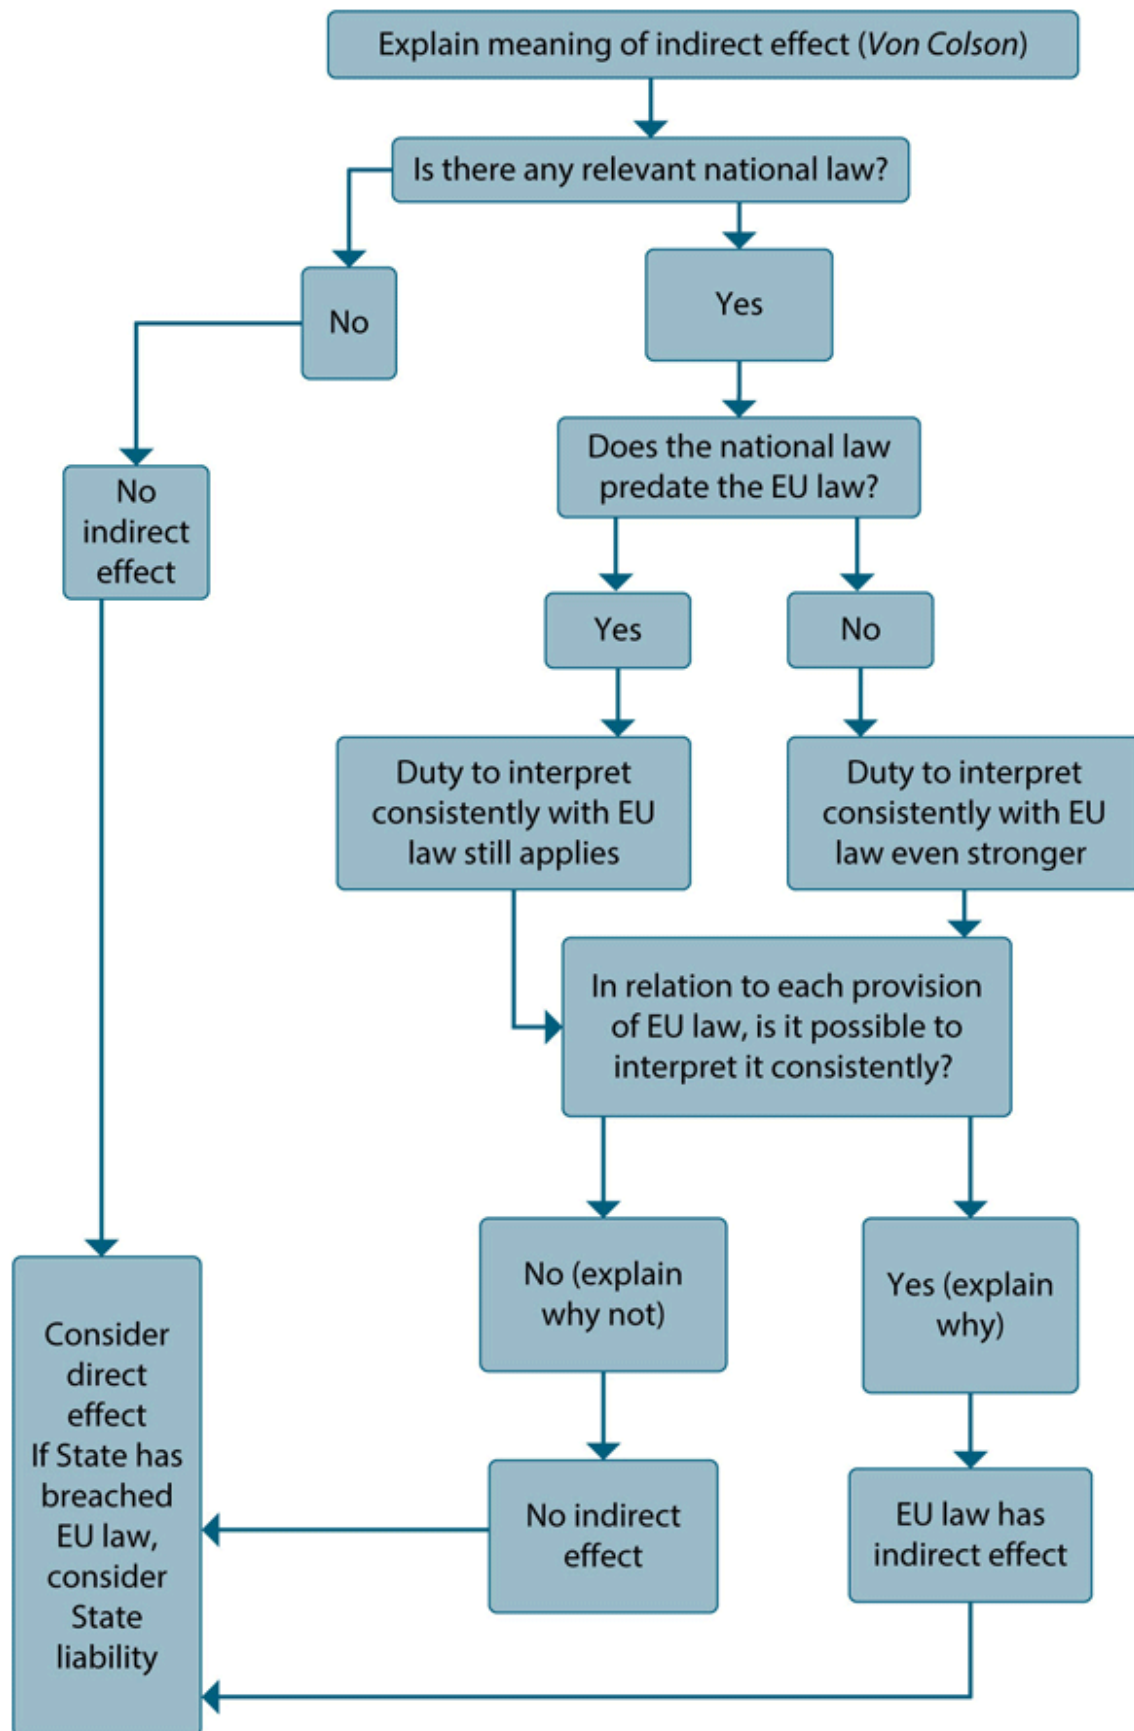 Explain meaning of indirect effect (Von Colson)
Is there any relevant national law?
No
Yes
No
indirect
effect
Does the national law
predate the EU law?
Yes
No
Duty to interpret
consistently with EU
law still applies
Duty to interpret
consistently with EU
law even stronger
In relation to each provision
of EU law, is it possible to
interpret it consistently?
No (explain
why not)
Yes (explain
why)
No indirect
effect
EU law has
indirect effect
Consider
direct
effect
If State has
breached
EU law,
consider
State
liability